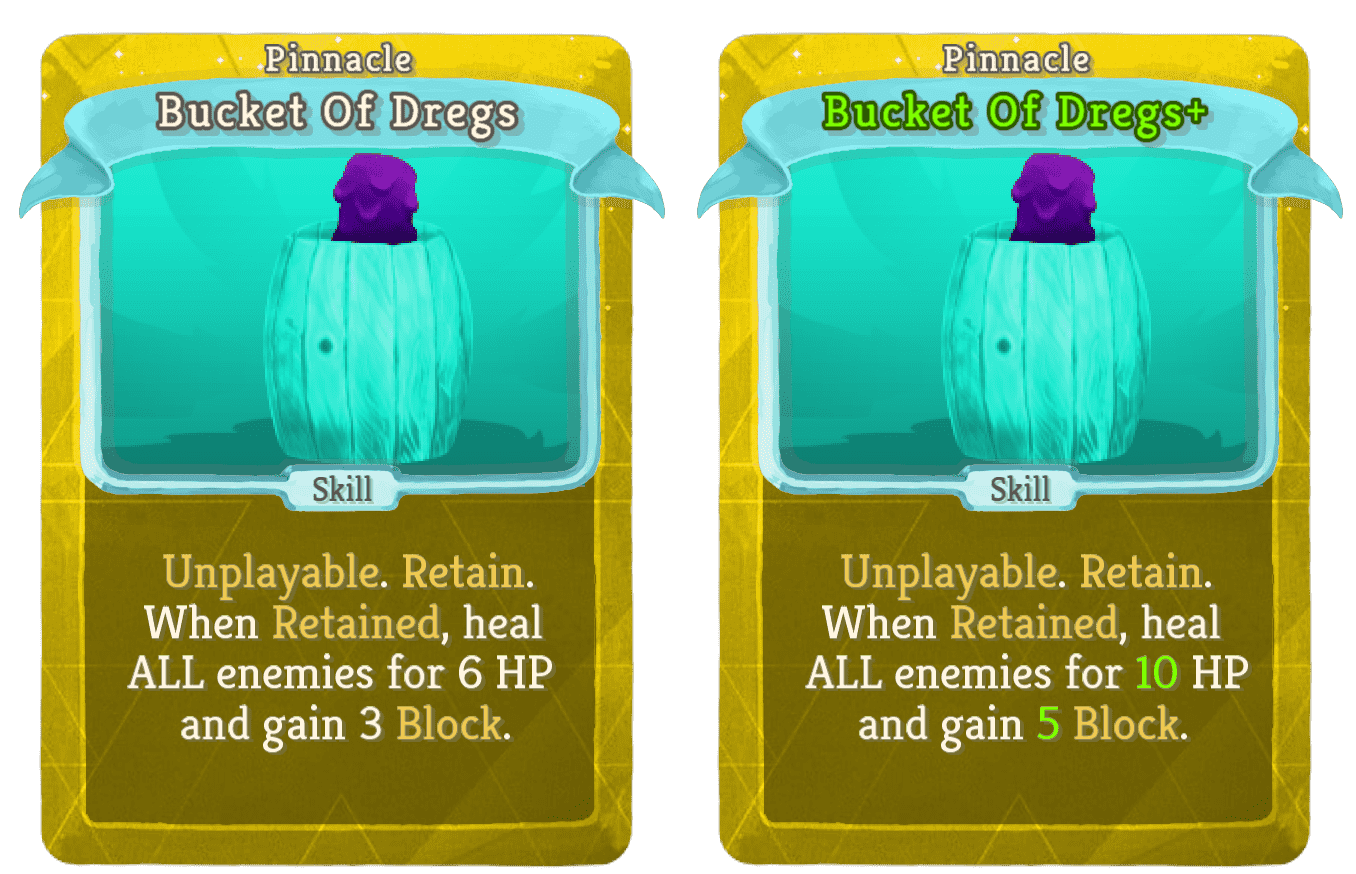 Pinnacle
Bucket Of Dregs
Skill
Unplayable. Retain.
When Retained, heal
ALL enemies for 6 HP
and gain 3 Block.
Pinnacle
Bucket Of Dregs+
Skill
Unplayable. Retain.
When Retained, heal
ALL enemies for 10 HP
and gain 5 Block.